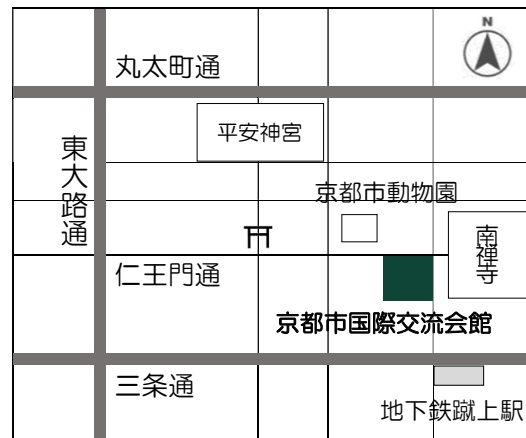 N
丸太町通
平安神宮
東大路通
京都市動物園
南禅寺
仁王門通
京都市国際交流会館
三条通
地下鉄蹴上駅